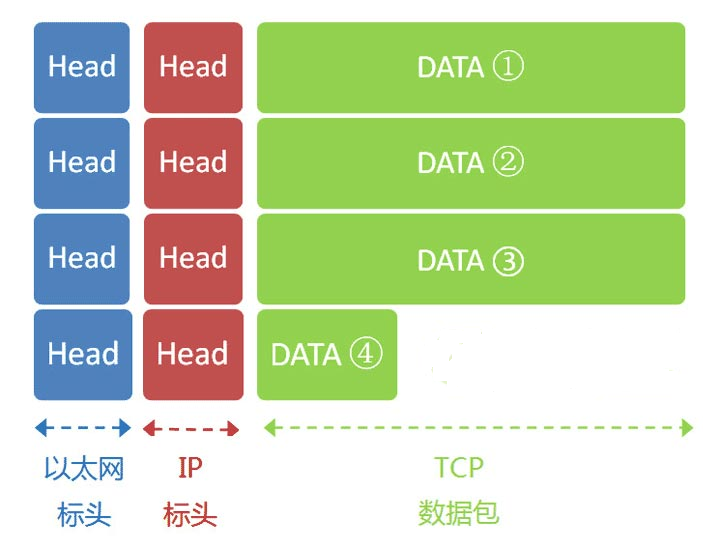 Head Head DATA ①
Head Head DATA ②
Head Head DATA ③
Head Head DATA ④
以太网 IP TCP
标头 标头 数据包